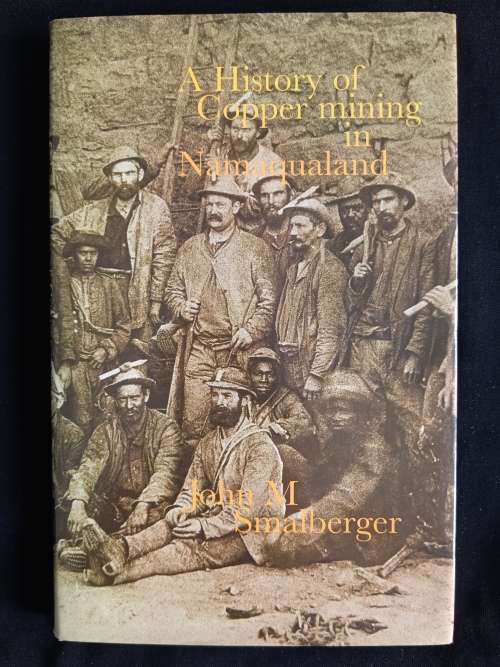 A History of
Copper mining
in
Namaqualand
John M
Smalberger